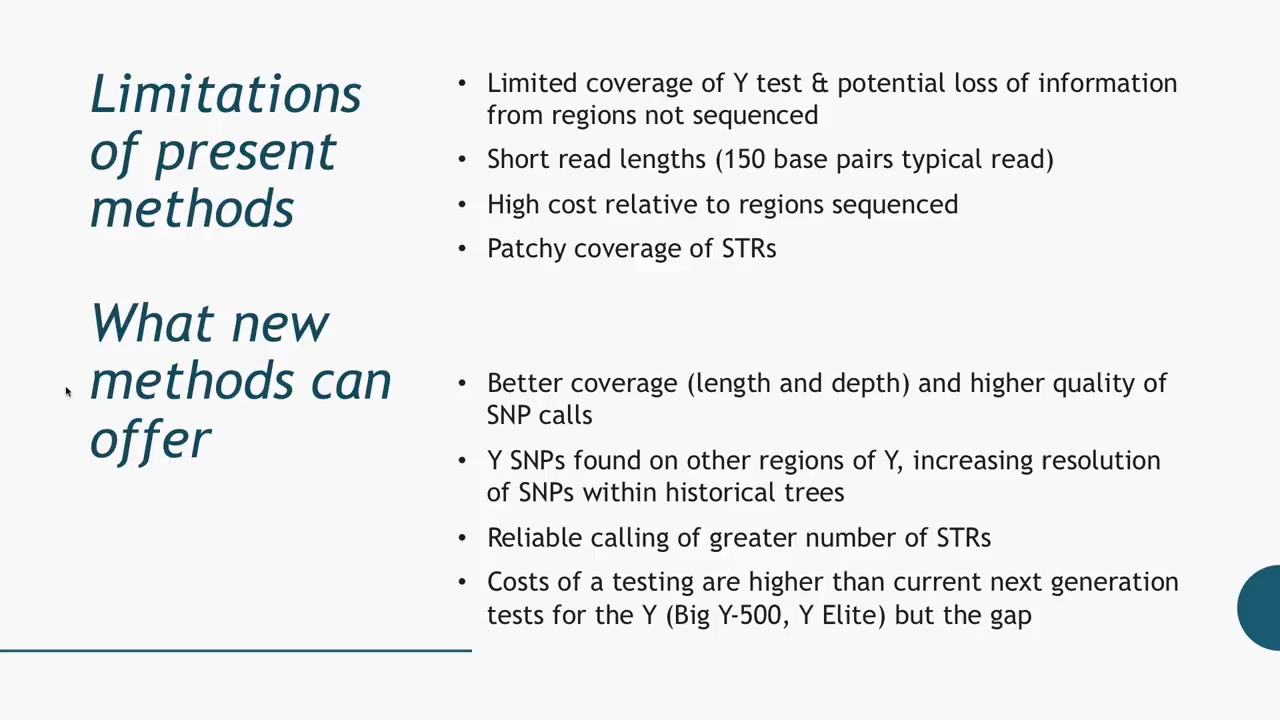 Limitations
of present
methods
• Limited coverage of Y test & potential loss of information
from regions not sequenced
• Short read lengths (150 base pairs typical read)
• High cost relative to regions sequenced
• Patchy coverage of STRs
What new
methods can
offer
• Better coverage (length and depth) and higher quality of
SNP calls
• Y SNPs found on other regions of Y, increasing resolution
of SNPs within historical trees
• Reliable calling of greater number of STRs
• Costs of a testing are higher than current next generation
tests for the Y (Big Y-500, Y Elite) but the gap